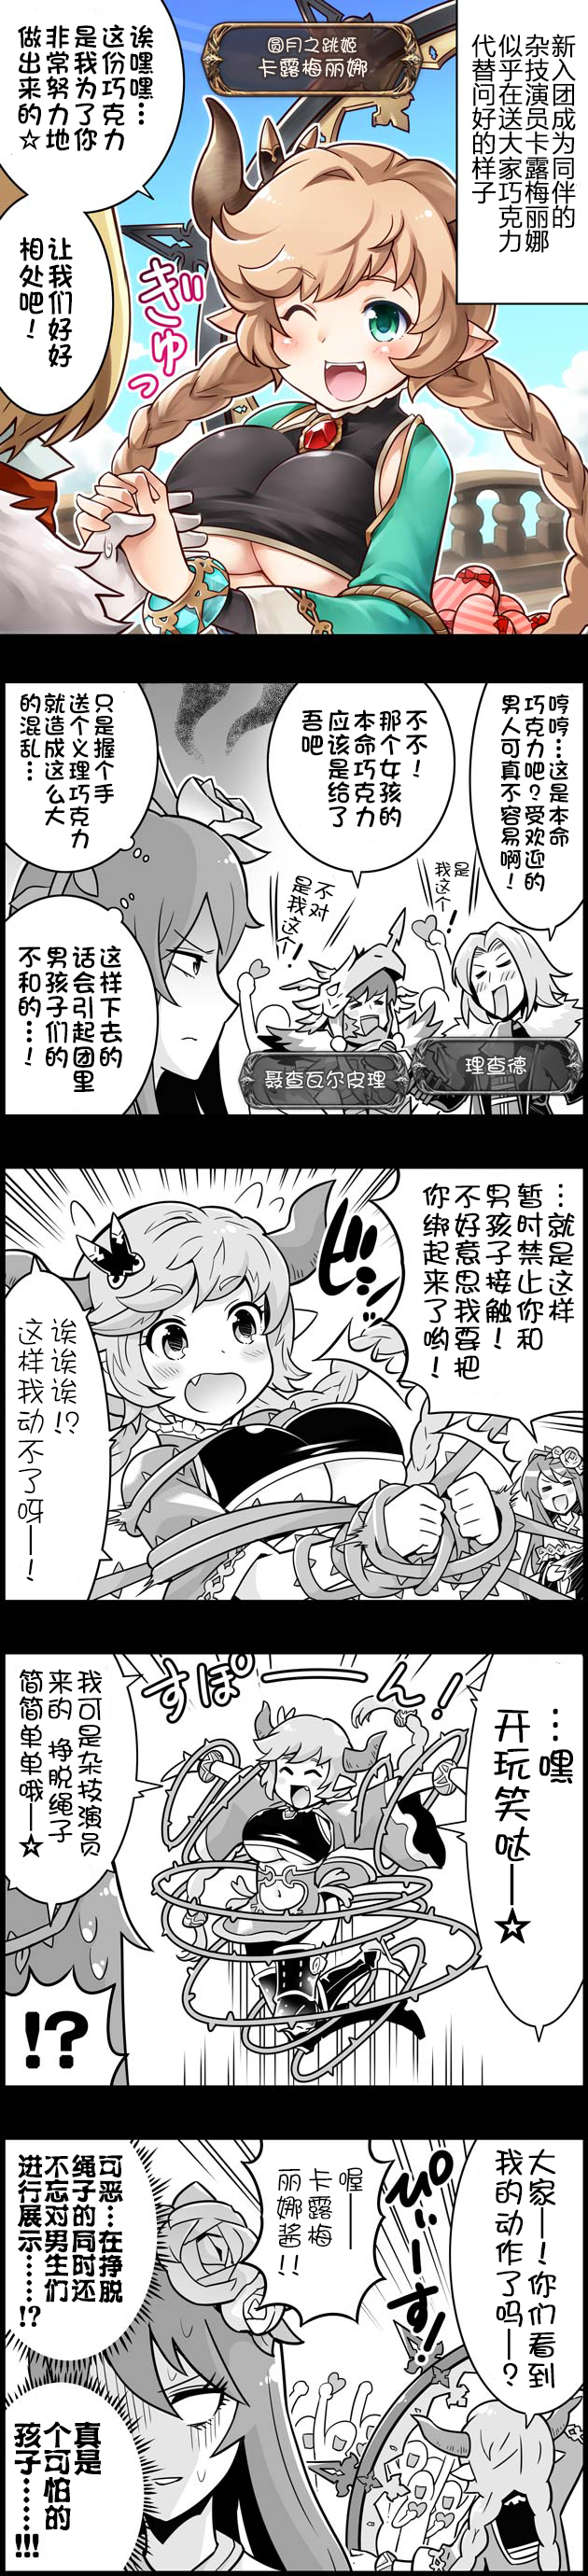 新入团成为同伴的
杂技演员卡露梅丽娜
似乎在送大家巧克力
代替问好的样子
圆月之跳姬
卡露梅丽娜
诶嘿嘿…
这份巧克力
是我为了你
非常努力地
做出来的☆
让我们好好
相处吧！
ぎゅっ
哼哼…这是本命
巧克力吧？受欢迎的
男人可真不容易啊！
不不！
那个女孩的
本命巧克力
应该是给了
吾吧
是
我这个！
不对
是我这个！
只是握个手
送个义理巧克力
就造成这么大
的混乱…
这样下去的
话会引起团里
男孩子们的
不和的…！
聂查瓦尔皮理
理查德
…就是这样
暂时禁止你和
男孩子接触！
不好意思我要把
你绑起来了哟！
诶诶诶！？
这样我动不了呀—！
…嘿
开玩笑哒—☆
すぽーーん！
我可是杂技演员
来的 挣脱绳子
简简单单哦—☆
！？
大家—！你们看到
我的动作了吗—？
ぴーす！
喔—
卡露梅
丽娜酱！！
可恶…在挣脱
绳子的同时还
不忘对男生们
进行展示……！？
真是
个可怕的
孩子……！！！